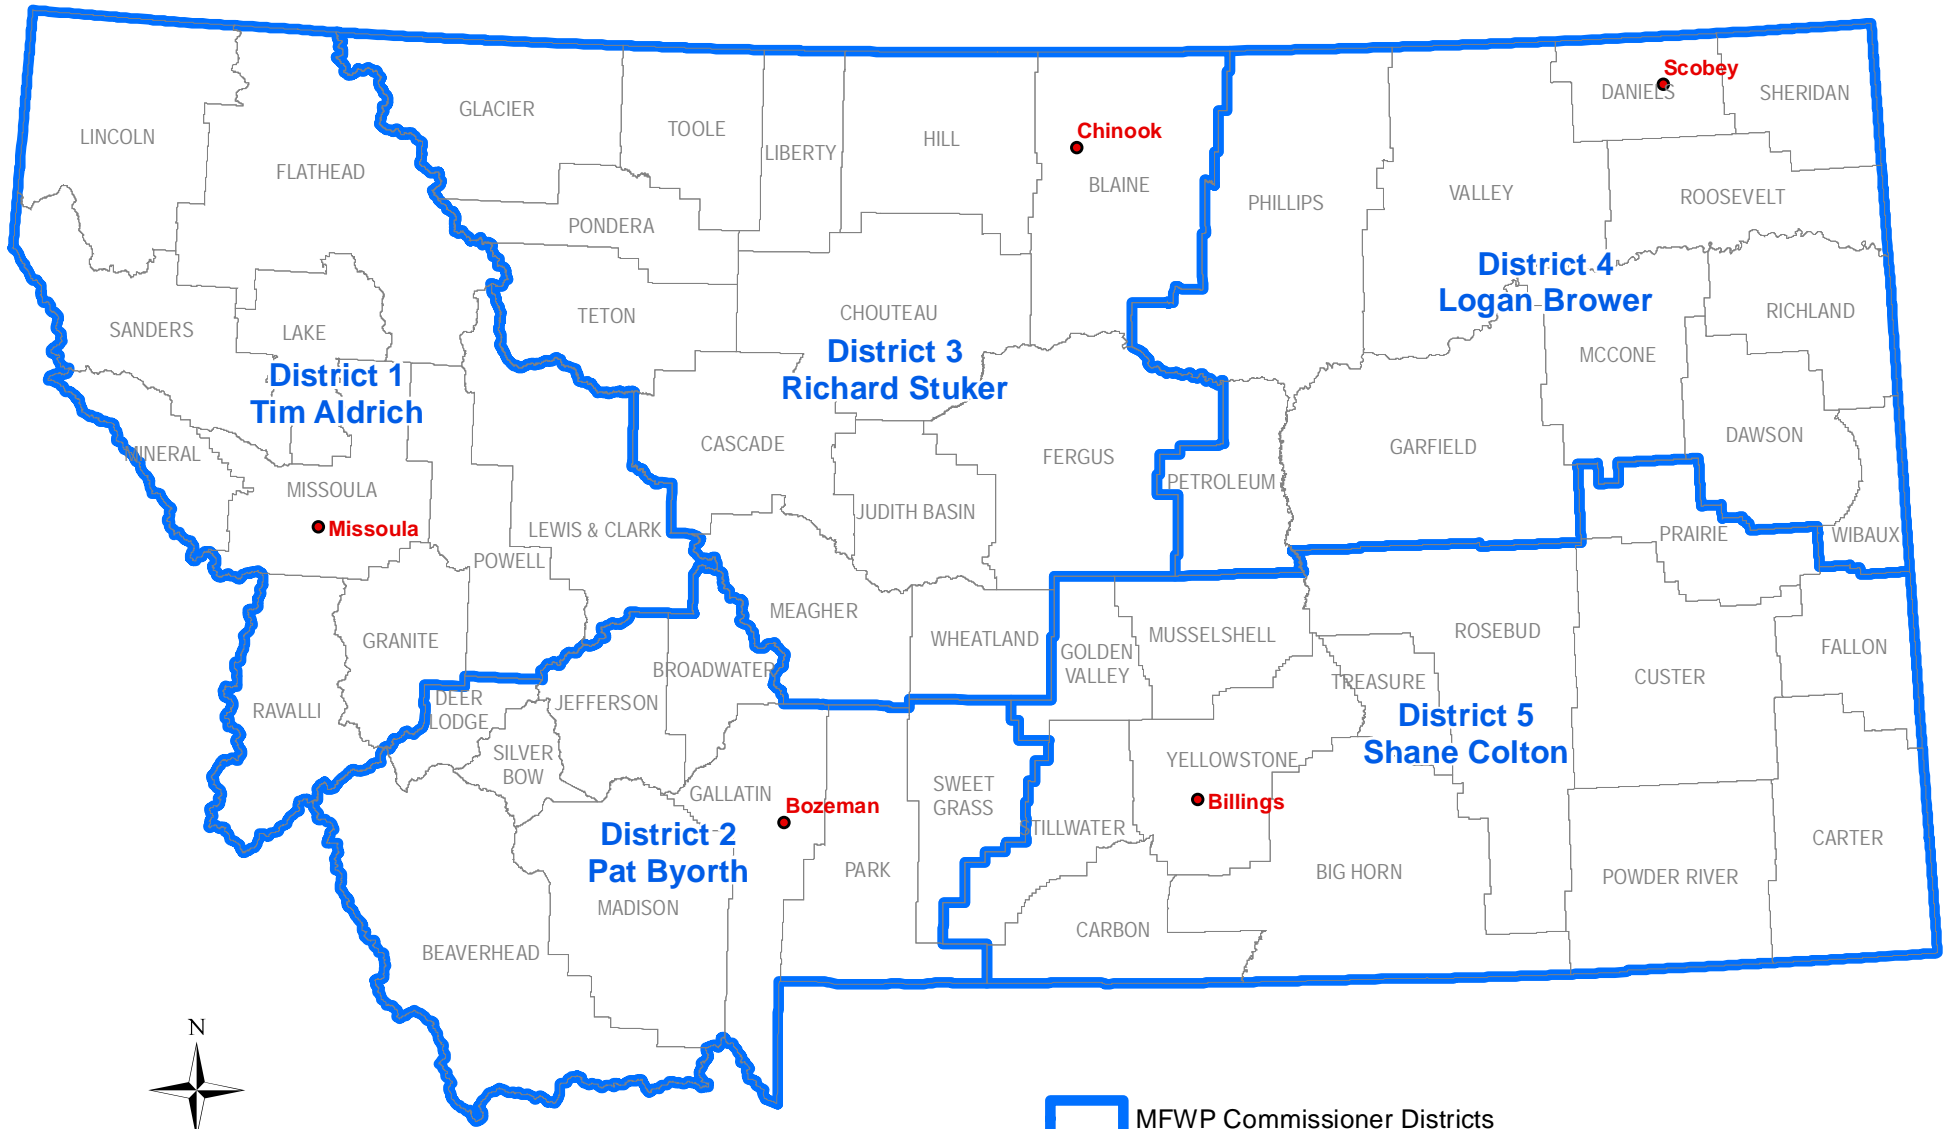 Scobey
DANIELS
SHERIDAN
GLACIER
TOOLE
LINCOLN
Chinook
HILL
LIBERTY
FLATHEAD
BLAINE
PHILLIPS
VALLEY
ROOSEVELT
PONDERA
District 4
Logan Brower
TETON
CHOUTEAU
RICHLAND
SANDERS
LAKE
District 3
Richard Stuker
MCCONE
District 1
Tim Aldrich
CASCADE
FERGUS
GARFIELD
DAWSON
MINERAL
MISSOULA
PETROLEUM
JUDITH BASIN
Missoula
LEWIS & CLARK
PRAIRIE
WIBAUX
POWELL
MEAGHER
WHEATLAND
MUSSELSHELL
ROSEBUD
GRANITE
GOLDEN
VALLEY
FALLON
BROADWATER
CUSTER
TREASURE
RAVALLI
DEER
LODGE
JEFFERSON
District 5
Shane Colton
SILVER
BOW
YELLOWSTONE
SWEET
GRASS
GALLATIN
Bozeman
Billings
STILLWATER
District 2
Pat Byorth
CARTER
PARK
BIG HORN
POWDER RIVER
MADISON
CARBON
BEAVERHEAD
N
MFWP Commissioner Districts